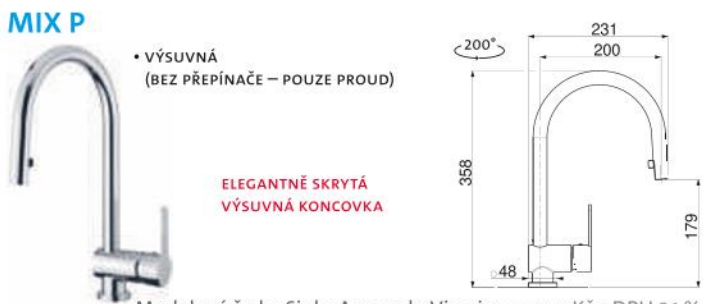 MIX P
• VÝSUVNÁ
(BEZ PŘEPÍNAČE – POUZE PROUD)
ELEGANTNĚ SKRYTÁ
VÝSUVNÁ KONCOVKA
231
200°
200
358
179
48